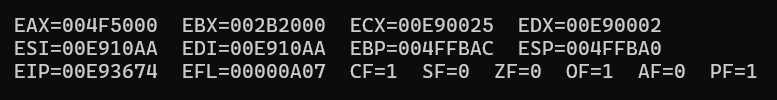 EAX=004F5000  EBX=002B2000  ECX=00E90025  EDX=00E90002
ESI=00E910AA  EDI=00E910AA  EBP=004FFBAC  ESP=004FFBA0
EIP=00E93674  EFL=00000A07  CF=1  SF=0  ZF=0  OF=1  AF=0  PF=1